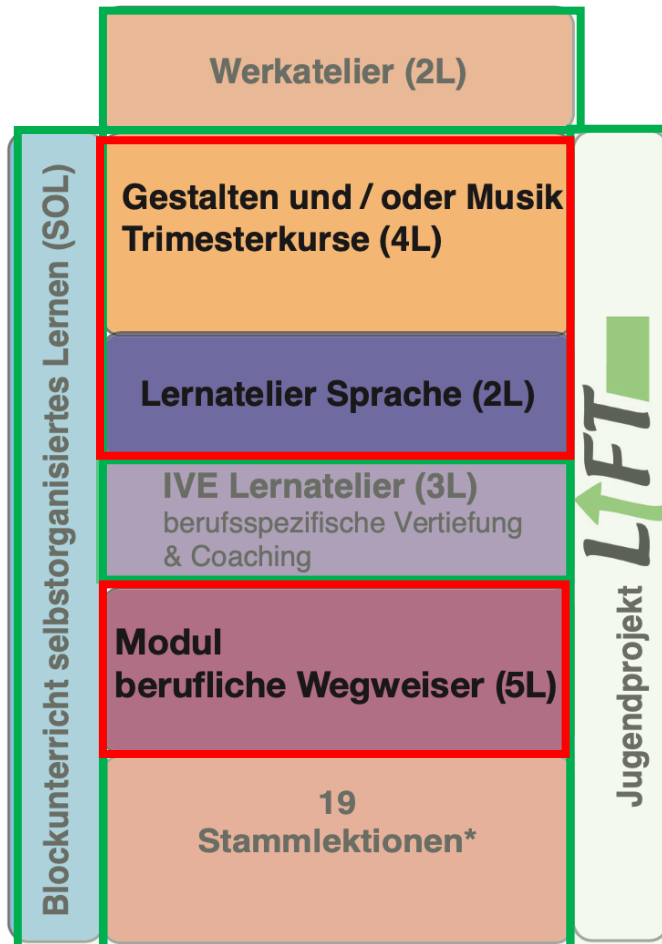 Werkatelier (2L)
Blockunterricht selbstorganisiertes Lernen (SOL)
Gestalten und / oder Musik
Trimesterkurse (4L)
Lernatelier Sprache (2L)
IVE Lernatelier (3L)
berufsspezifische Vertiefung
& Coaching
Modul
berufliche Wegweiser (5L)
19
Stammlektionen*
Jugendprojekt LIFT